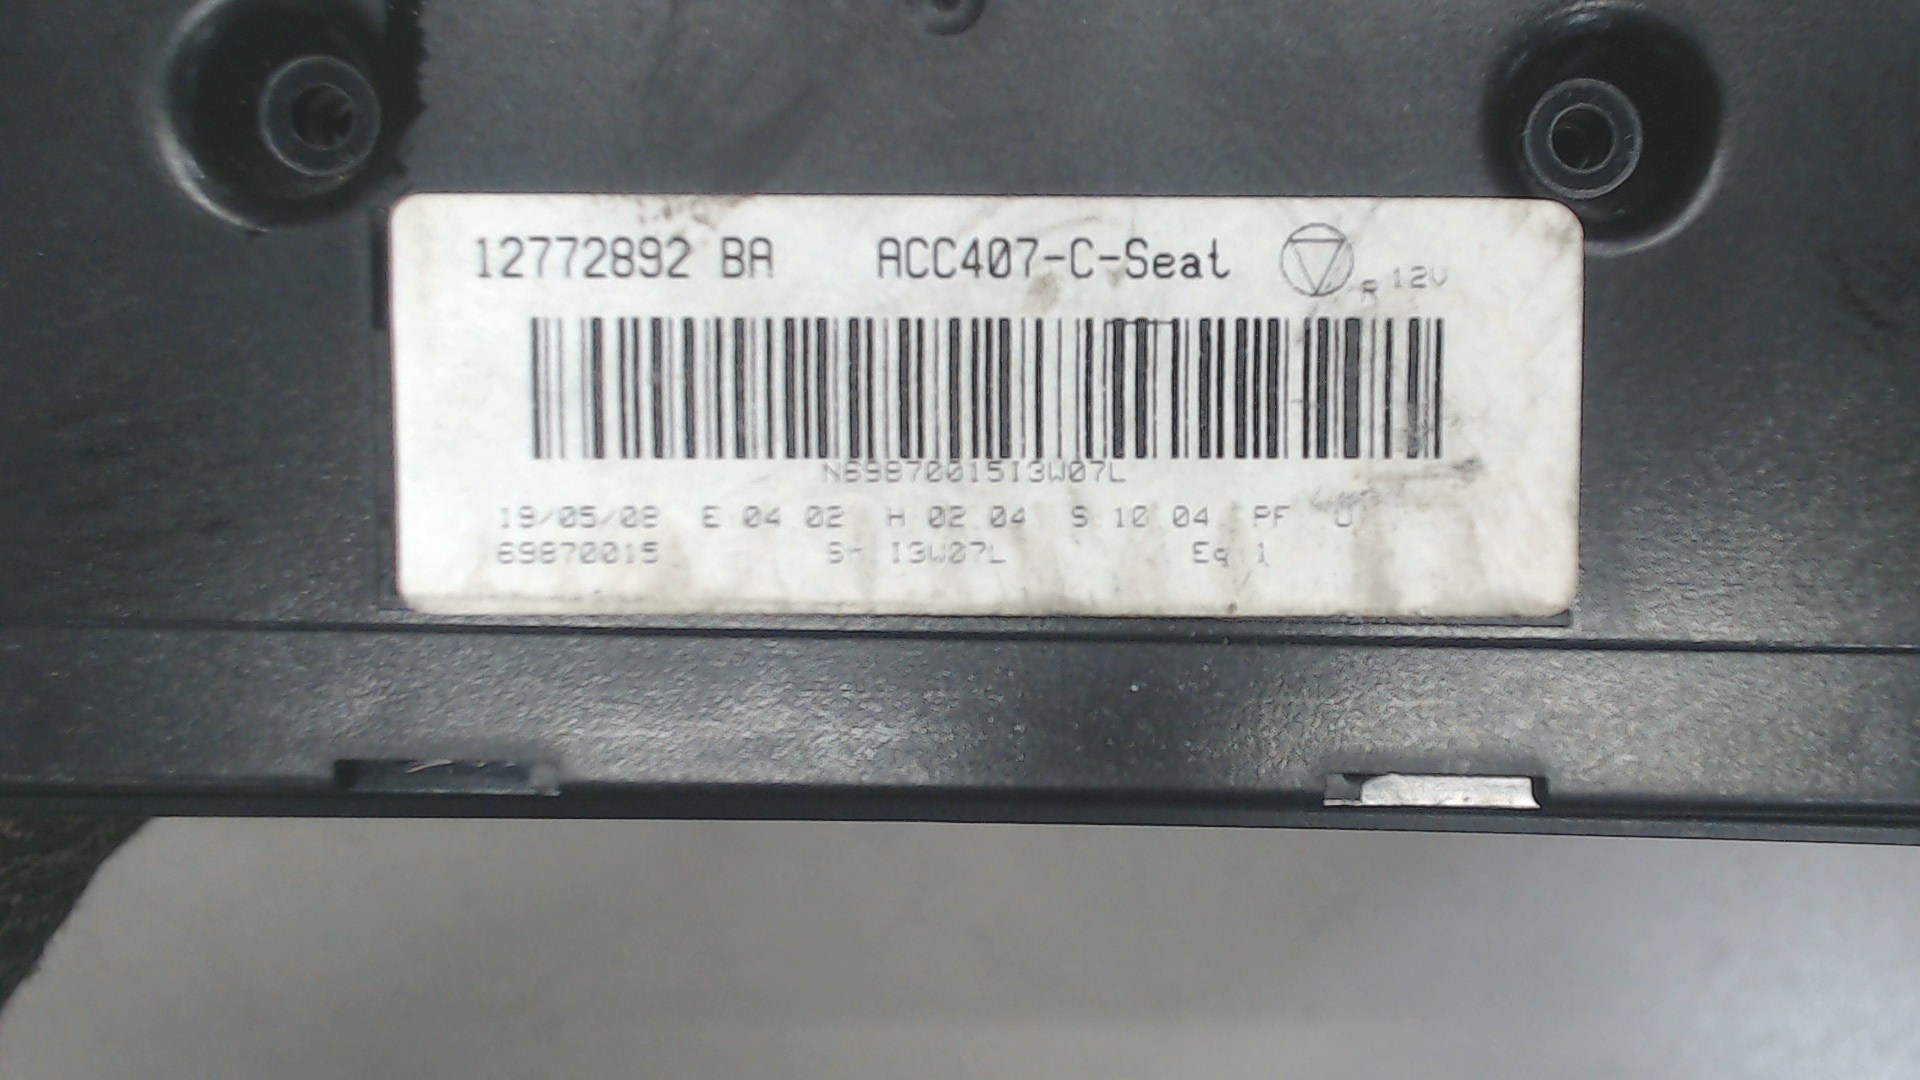 12772892 BA ACC407-C-Seat R 12V
N69870015I3W07L
19/05/08 E 04 02 H 02 04 S 10 04 PF U
69870015 Sn I3W07L Eq 1